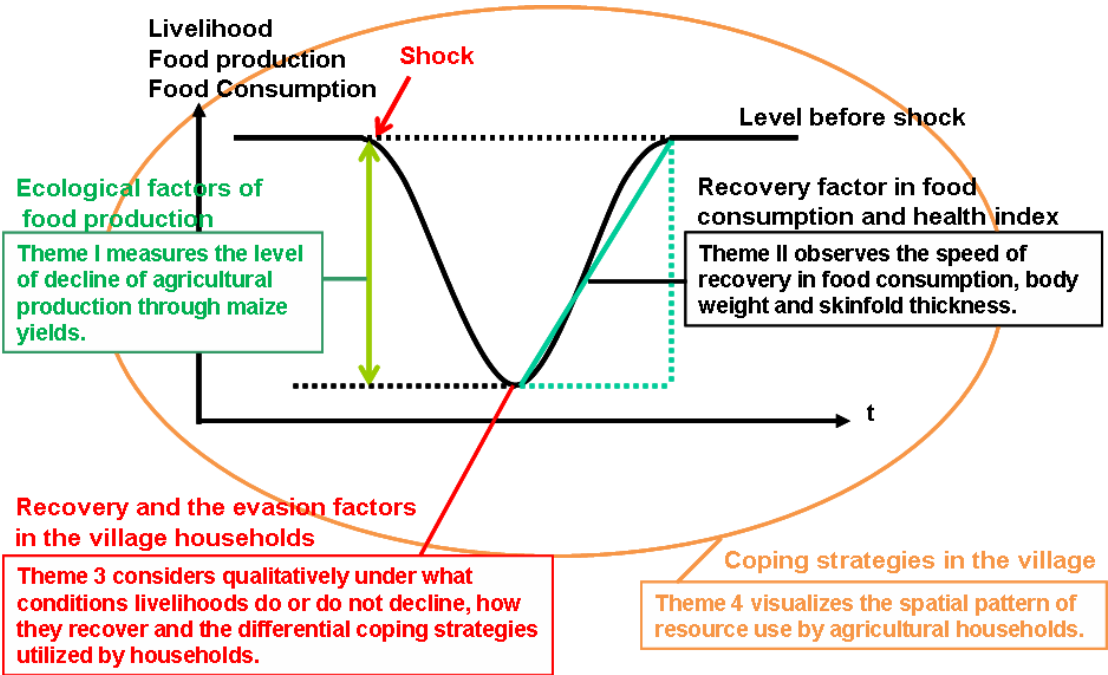 Livelihood
Food production
Food Consumption
Shock
Level before shock
Ecological factors of
food production
Theme I measures the level
of decline of agricultural
production through maize
yields.
Recovery factor in food
consumption and health index
Theme II observes the speed of
recovery in food consumption, body
weight and skinfold thickness.
t
Recovery and the evasion factors
in the village households
Theme 3 considers qualitatively under what
conditions livelihoods do or do not decline, how
they recover and the differential coping strategies
utilized by households.
Coping strategies in the village
Theme 4 visualizes the spatial pattern of
resource use by agricultural households.